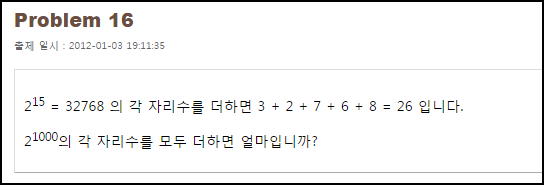 Problem 16
출제 일시 : 2012-01-03 19:11:35
2¹⁵ = 32768 의 각 자리수를 더하면 3 + 2 + 7 + 6 + 8 = 26 입니다.
2¹⁰⁰⁰의 각 자리수를 모두 더하면 얼마입니까?